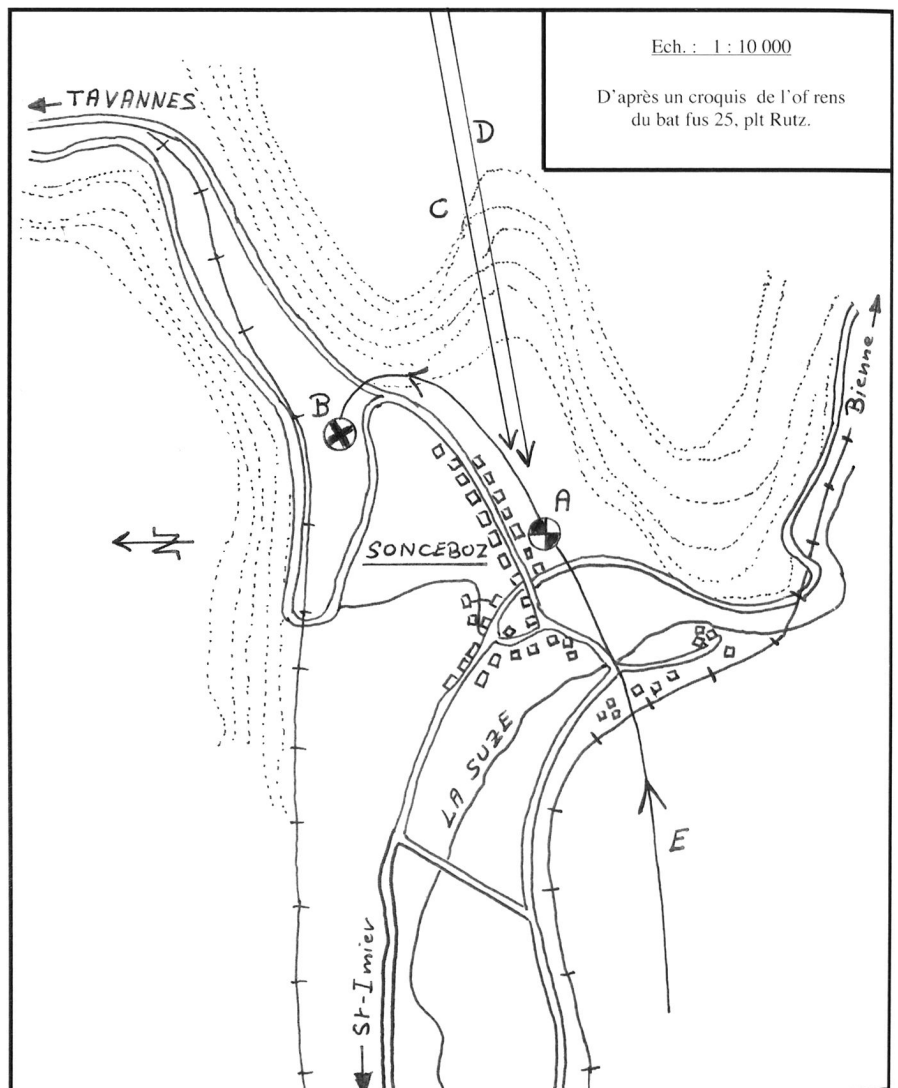 Ech. : 1 : 10 000
D'après un croquis de l'of rens
du bat fus 25, plt Rutz.
TAVANNES
D
C
Bienne
B
A
N
SONCEBOZ
LA SUZE
E
St-Imier